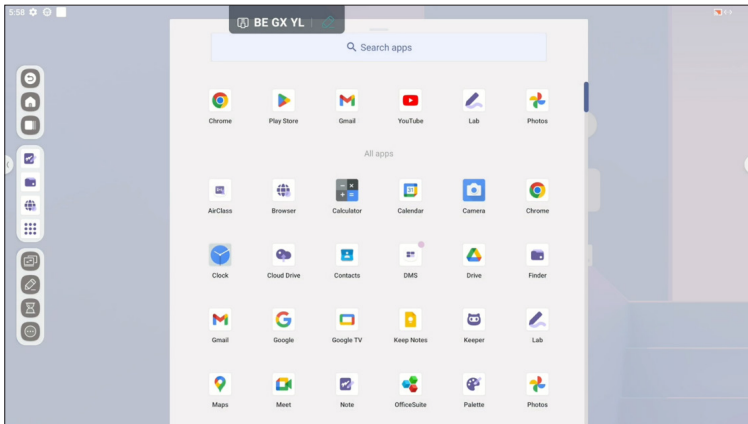 5:58
BE GX YL
Search apps
Chrome Play Store Gmail YouTube Lab Photos
All apps
AirClass Browser Calculator Calendar Camera Chrome
Clock Cloud Drive Contacts DMS Drive Finder
Gmail Google Google TV Keep Notes Keeper Lab
Maps Meet Note OfficeSuite Palette Photos